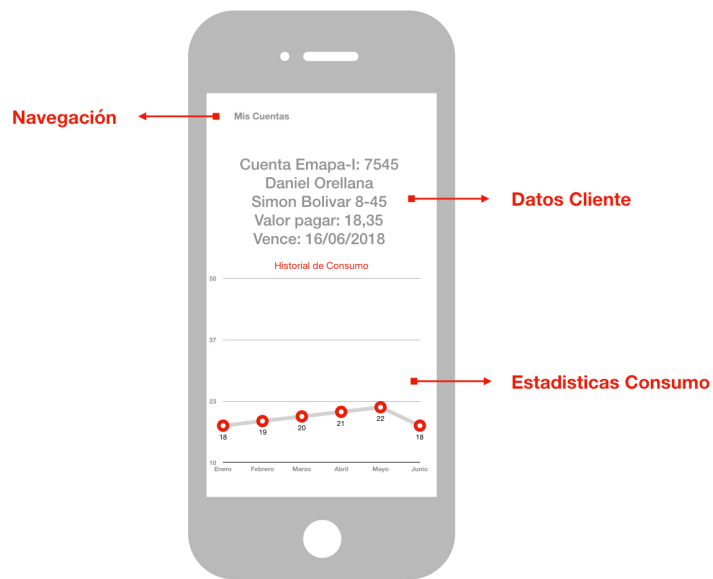 Navegación
Mis Cuentas
Cuenta Emapa-I: 7545
Daniel Orellana
Simon Bolivar 8-45
Valor pagar: 18,35
Vence: 16/06/2018
Datos Cliente
Historial de Consumo
50
37
Estadisticas Consumo
23
18
19
20
21
22
18
10
Enero
Febrero
Marzo
Abril
Mayo
Junio